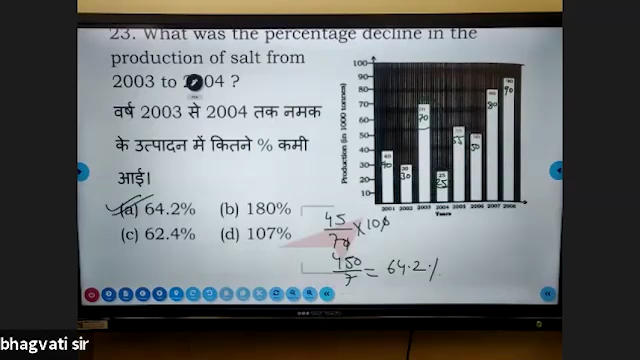 23. What was the percentage decline in the
production of salt from
2003 to 2004 ?
वर्ष 2003 से 2004 तक नमक
के उत्पादन में कितने % कमी
आई।
(a) 64.2% (b) 180%
(c) 62.4% (d) 107%
Production (in 1000 tonnes)
100
90
80
70
60
50
40
30
20
10
40 30 70 25 55 50 80 90
2001 2002 2003 2004 2005 2006 2007 2008
Years
45/70 × 100
450/7 = 64.2%
bhagvati sir